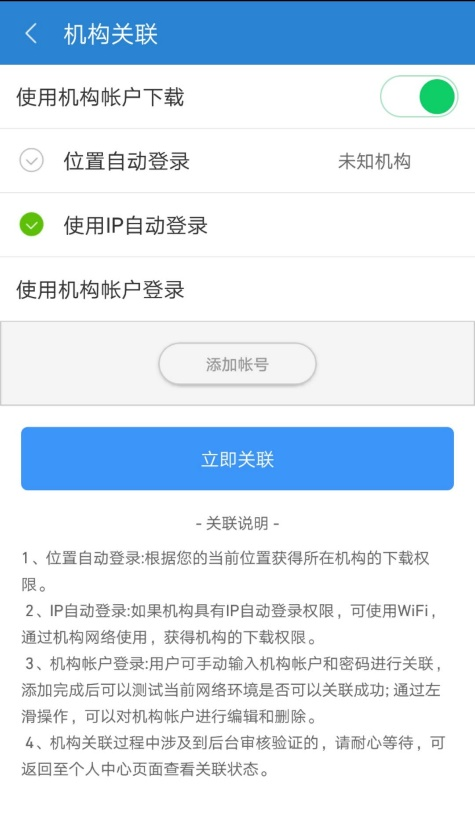 机构关联
使用机构帐户下载
位置自动登录 未知机构
使用IP自动登录
使用机构帐户登录
添加帐号
立即关联
- 关联说明 -
1、位置自动登录:根据您的当前位置获得所在机构的下载权
限。
2、IP自动登录:如果机构具有IP自动登录权限，可使用WiFi，
通过机构网络使用，获得机构的下载权限。
3、机构帐户登录:用户可手动输入机构帐户和密码进行关联，
添加完成后可以测试当前网络环境是否可以关联成功; 通过左
滑操作，可以对机构帐户进行编辑和删除。
4、机构关联过程中涉及到后台审核验证的，请耐心等待，可
返回至个人中心页面查看关联状态。